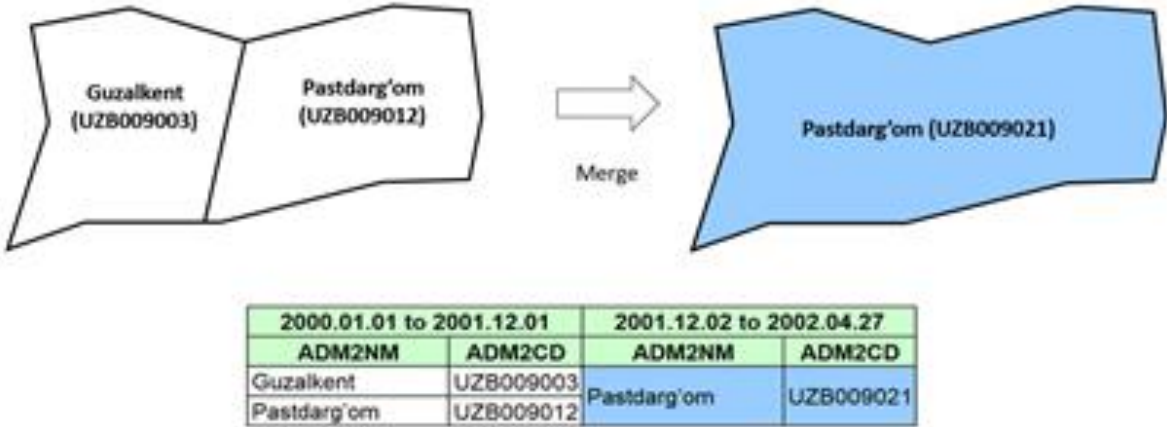 Guzalkent
(UZB009003)
Pastdarg'om
(UZB009012)
Merge
Pastdarg'om (UZB009021)
2000.01.01 to 2001.12.01 2001.12.02 to 2002.04.27
ADM2NM ADM2CD ADM2NM ADM2CD
Guzalkent UZB009003
Pastdarg'om UZB009021
Pastdarg'om UZB009012